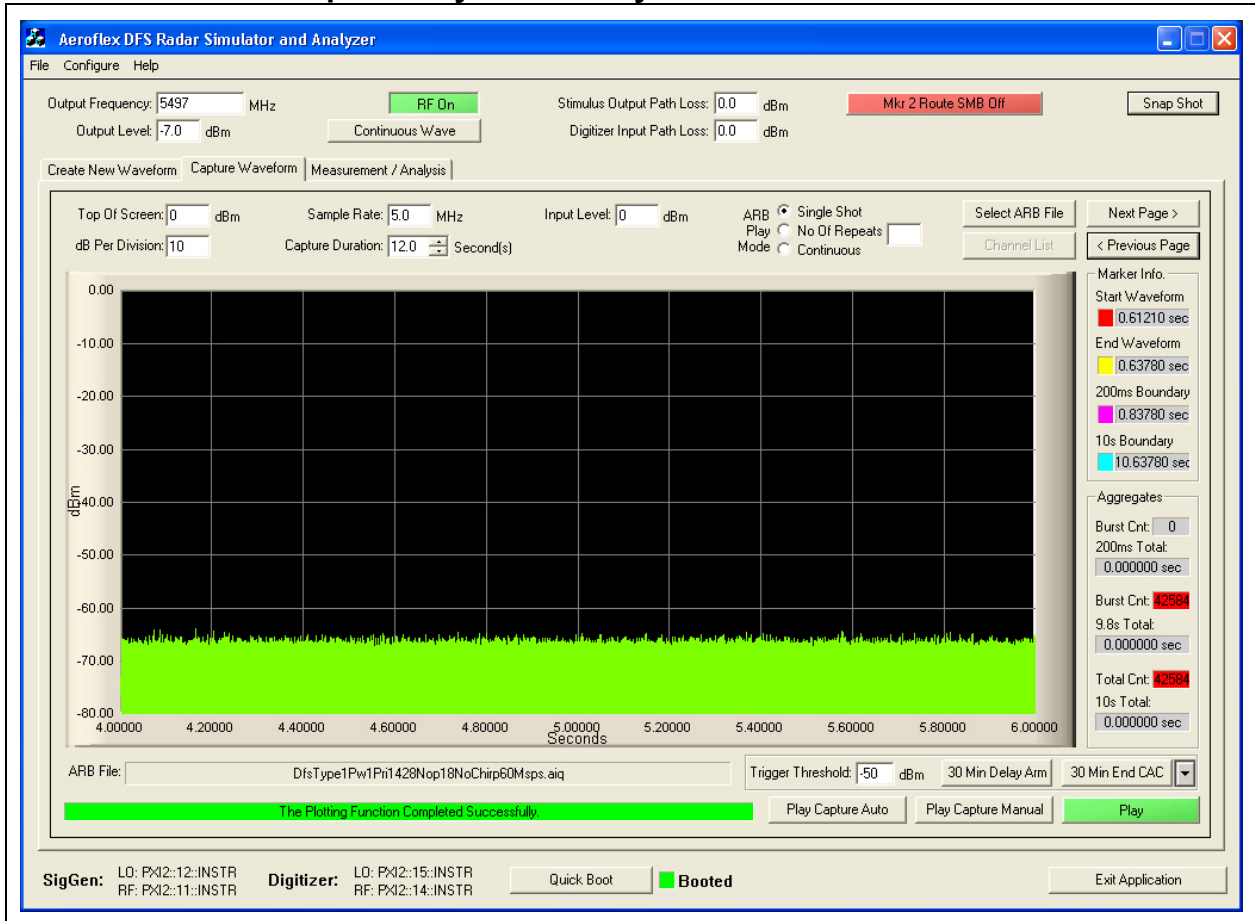 Aeroflex DFS Radar Simulator and Analyzer
File Configure Help
Output Frequency: 5497 MHz
RF On
Stimulus Output Path Loss: 0.0 dBm
Mkr 2 Route SMB Off
Snap Shot
Output Level: -7.0 dBm
Continuous Wave
Digitizer Input Path Loss: 0.0 dBm
Create New Waveform Capture Waveform Measurement / Analysis
Top Of Screen: 0 dBm
Sample Rate: 5.0 MHz
Input Level: 0 dBm
ARB Play Mode
Single Shot
No Of Repeats
Continuous
Select ARB File
Next Page >
dB Per Division: 10
Capture Duration: 12.0 Second(s)
Channel List
< Previous Page
0.00
-10.00
-20.00
-30.00
-40.00
-50.00
-60.00
-70.00
-80.00
dBm
4.00000 4.20000 4.40000 4.60000 4.80000 5.00000 5.20000 5.40000 5.60000 5.80000 6.00000
Seconds
Marker Info.
Start Waveform
0.61210 sec
End Waveform
0.63780 sec
200ms Boundary
0.83780 sec
10s Boundary
10.63780 sec
Aggregates
Burst Cnt: 0
200ms Total:
0.000000 sec
Burst Cnt: 42584
9.8s Total:
0.000000 sec
Total Cnt: 42584
10s Total:
0.000000 sec
ARB File: DfsType1Pw1Pri1428Nop18NoChirp60Msps.aiq
Trigger Threshold: -50 dBm
30 Min Delay Arm
30 Min End CAC
The Plotting Function Completed Successfully.
Play Capture Auto
Play Capture Manual
Play
SigGen: LO: PXI2::12::INSTR
RF: PXI2::11::INSTR
Digitizer: LO: PXI2::15::INSTR
RF: PXI2::14::INSTR
Quick Boot
Booted
Exit Application